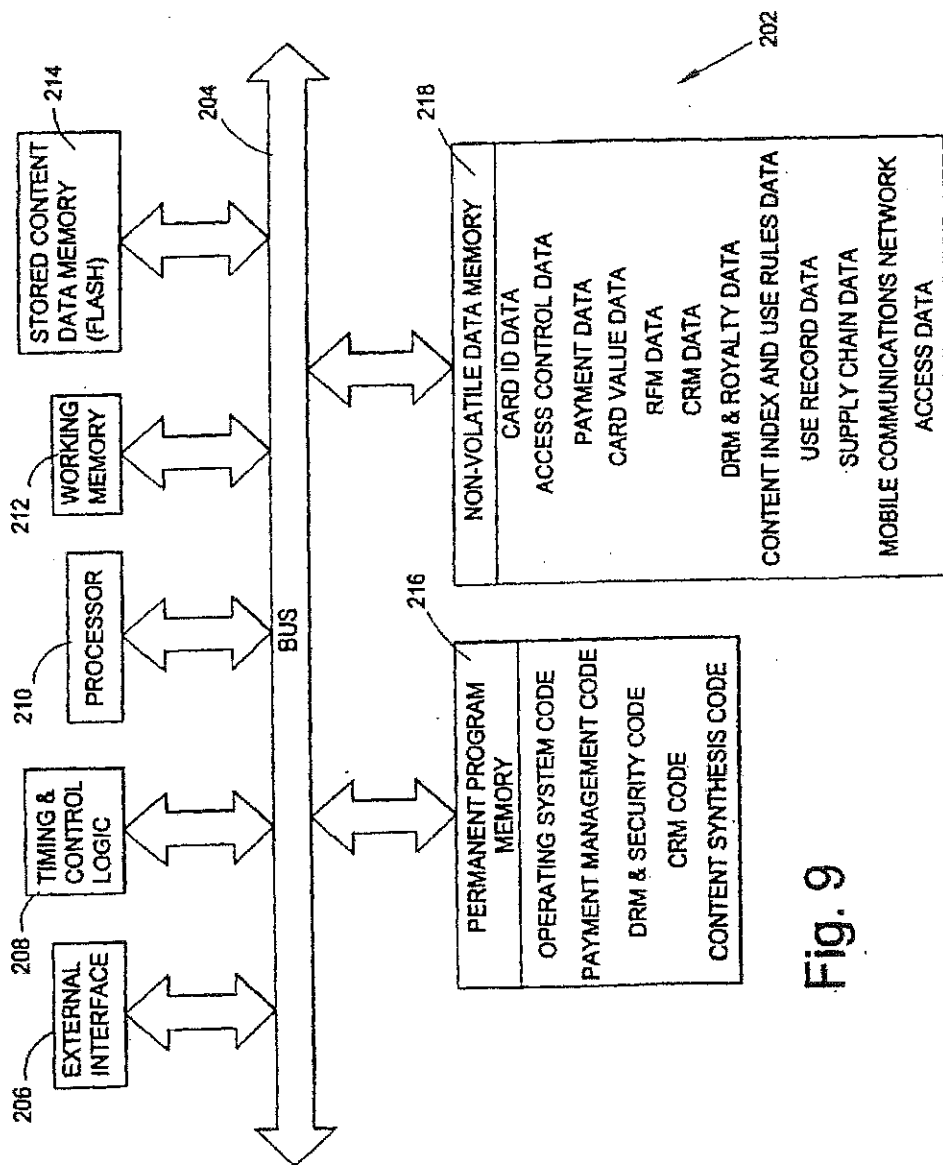 206
EXTERNAL
INTERFACE
208
TIMING &
CONTROL
LOGIC
210
PROCESSOR
212
WORKING
MEMORY
STORED CONTENT
DATA MEMORY
(FLASH)
214
BUS
204
216
PERMANENT PROGRAM
MEMORY
OPERATING SYSTEM CODE
PAYMENT MANAGEMENT CODE
DRM & SECURITY CODE
CRM CODE
CONTENT SYNTHESIS CODE
218
NON-VOLATILE DATA MEMORY
CARD ID DATA
ACCESS CONTROL DATA
PAYMENT DATA
CARD VALUE DATA
RFM DATA
CRM DATA
DRM & ROYALTY DATA
CONTENT INDEX AND USE RULES DATA
USE RECORD DATA
SUPPLY CHAIN DATA
MOBILE COMMUNICATIONS NETWORK
ACCESS DATA
202
Fig. 9